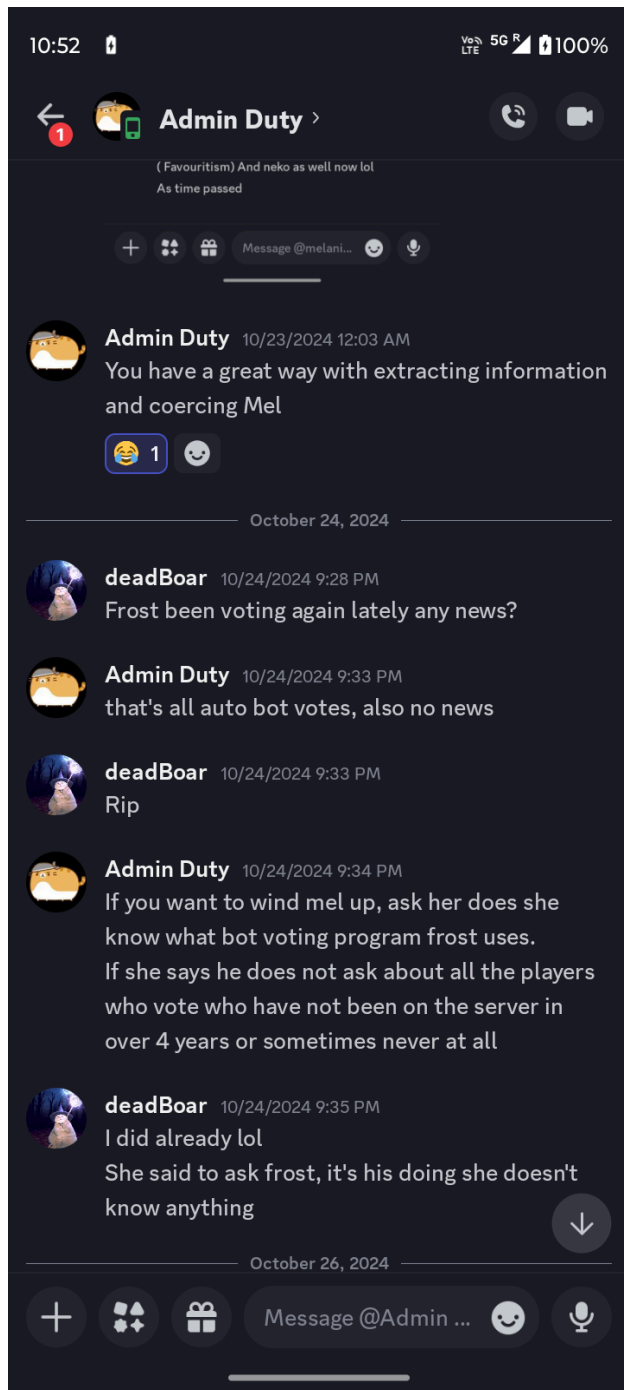 10:52
Vo))
LTE
5G R
100%
1
Admin Duty
( Favouritism) And neko as well now lol
As time passed
Message @melani...
Admin Duty 10/23/2024 12:03 AM
You have a great way with extracting information
and coercing Mel
1
October 24, 2024
deadBoar 10/24/2024 9:28 PM
Frost been voting again lately any news?
Admin Duty 10/24/2024 9:33 PM
that's all auto bot votes, also no news
deadBoar 10/24/2024 9:33 PM
Rip
Admin Duty 10/24/2024 9:34 PM
If you want to wind mel up, ask her does she
know what bot voting program frost uses.
If she says he does not ask about all the players
who vote who have not been on the server in
over 4 years or sometimes never at all
deadBoar 10/24/2024 9:35 PM
I did already lol
She said to ask frost, it's his doing she doesn't
know anything
October 26, 2024
Message @Admin ...